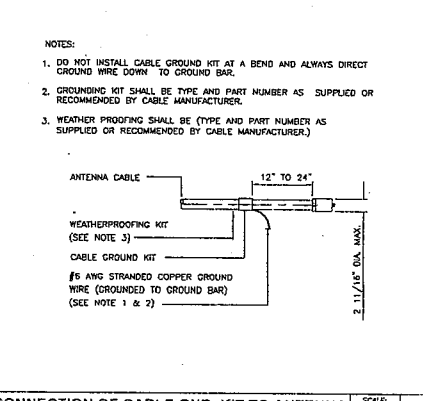 NOTES:
1. DO NOT INSTALL CABLE GROUND KIT AT A BEND AND ALWAYS DIRECT
GROUND WIRE DOWN TO GROUND BAR.
2. GROUNDING KIT SHALL BE TYPE AND PART NUMBER AS SUPPLIED OR
RECOMMENDED BY CABLE MANUFACTURER.
3. WEATHER PROOFING SHALL BE (TYPE AND PART NUMBER AS
SUPPLIED OR RECOMMENDED BY CABLE MANUFACTURER.)
ANTENNA CABLE
12" TO 24"
WEATHERPROOFING KIT
(SEE NOTE 3)
CABLE GROUND KIT
#6 AWG STRANDED COPPER GROUND
WIRE (GROUNDED TO GROUND BAR)
(SEE NOTE 1 & 2)
2 11/16" DIA. MAX.
CONNECTION OF CABLE GND. KIT TO ANTENNA
SCALE: